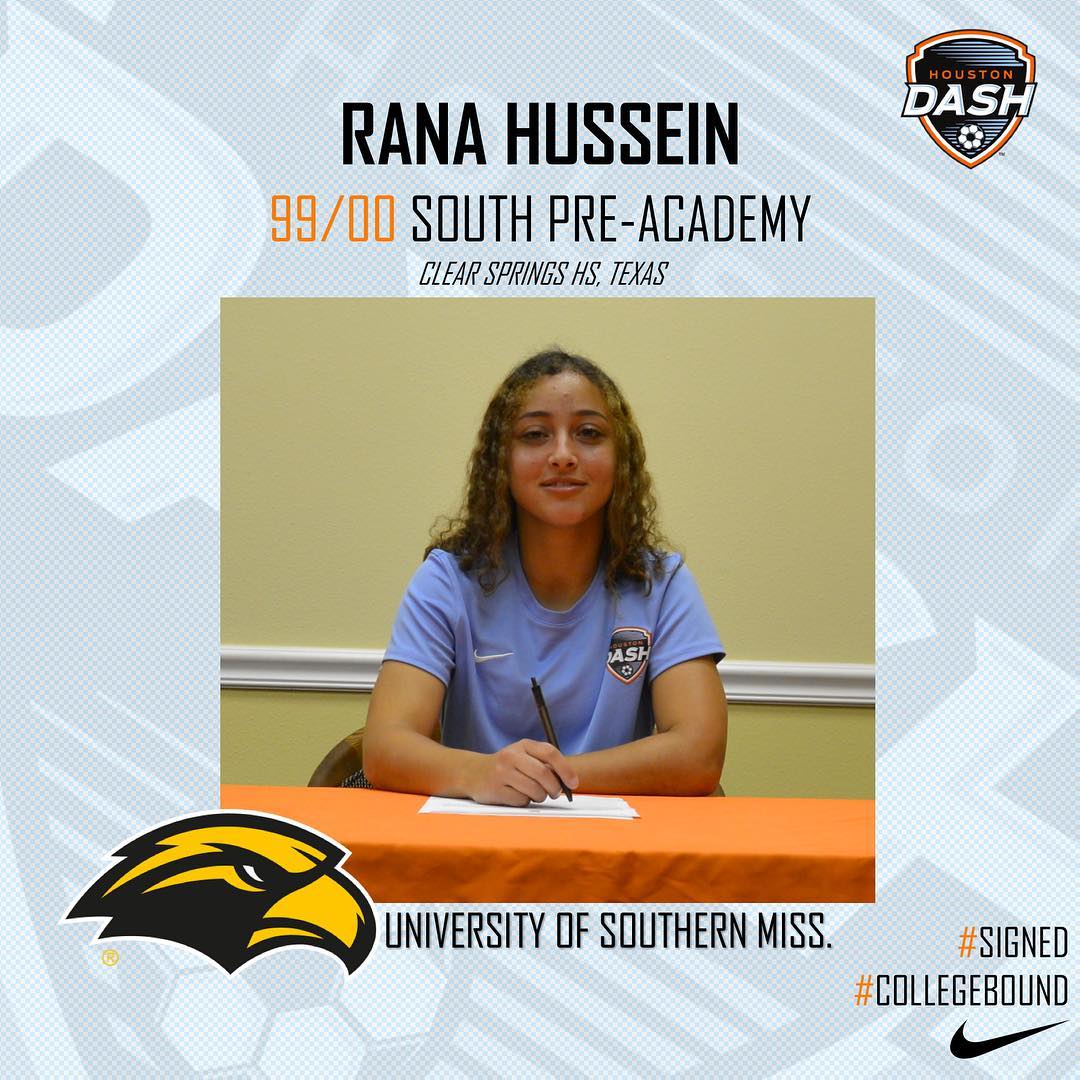 HOUSTON
DASH
RANA HUSSEIN
99/00 SOUTH PRE-ACADEMY
CLEAR SPRINGS HS, TEXAS
HOUSTON
DASH
UNIVERSITY OF SOUTHERN MISS.
®
#SIGNED
#COLLEGEBOUND